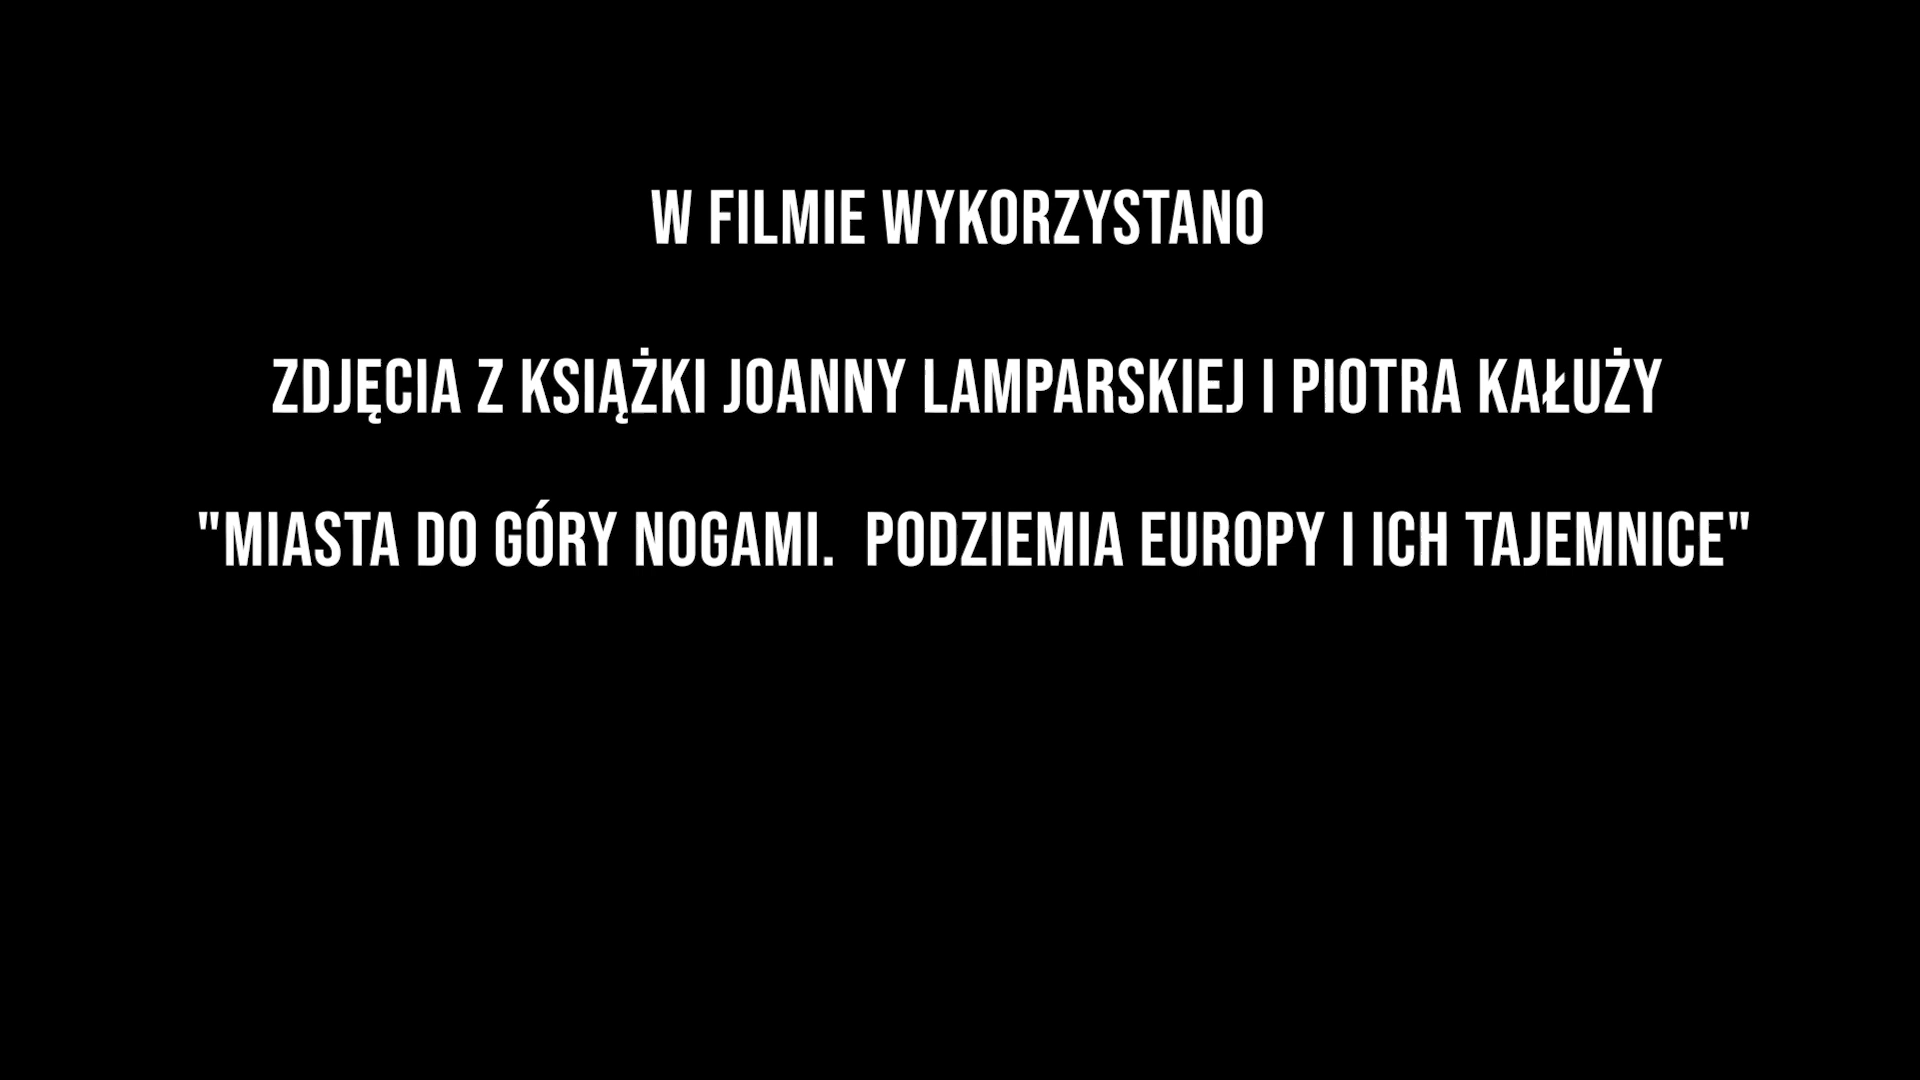 W FILMIE WYKORZYSTANO
ZDJĘCIA Z KSIĄŻKI JOANNY LAMPARSKIEJ I PIOTRA KAŁUŻY
"MIASTA DO GÓRY NOGAMI.  PODZIEMIA EUROPY I ICH TAJEMNICE"